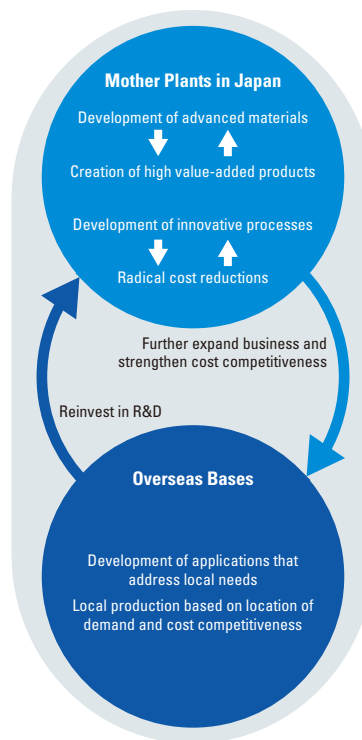 Mother Plants in Japan
Development of advanced materials
Creation of high value-added products
Development of innovative processes
Radical cost reductions
Further expand business and
strengthen cost competitiveness
Reinvest in R&D
Overseas Bases
Development of applications that
address local needs
Local production based on location of
demand and cost competitiveness